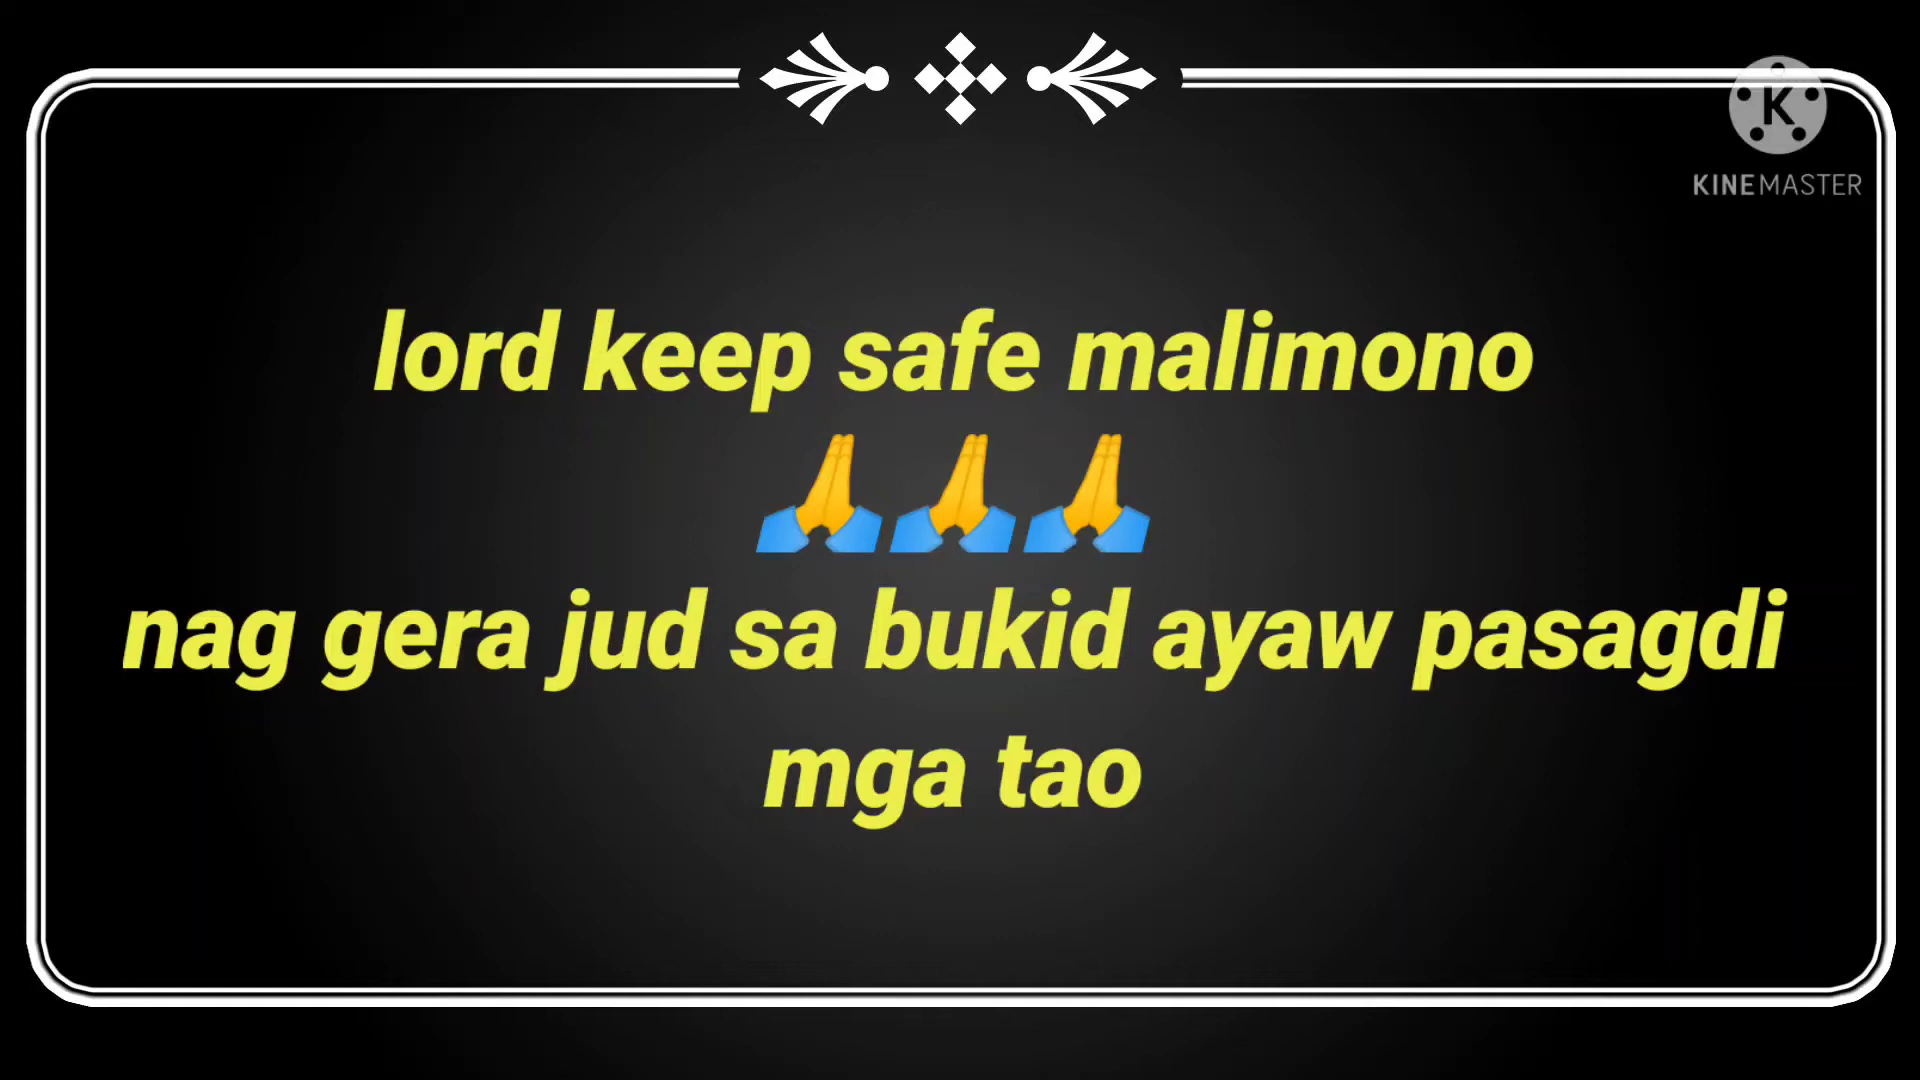 K
KINEMASTER
lord keep safe malimono
🙏🙏🙏
nag gera jud sa bukid ayaw pasagdi
mga tao